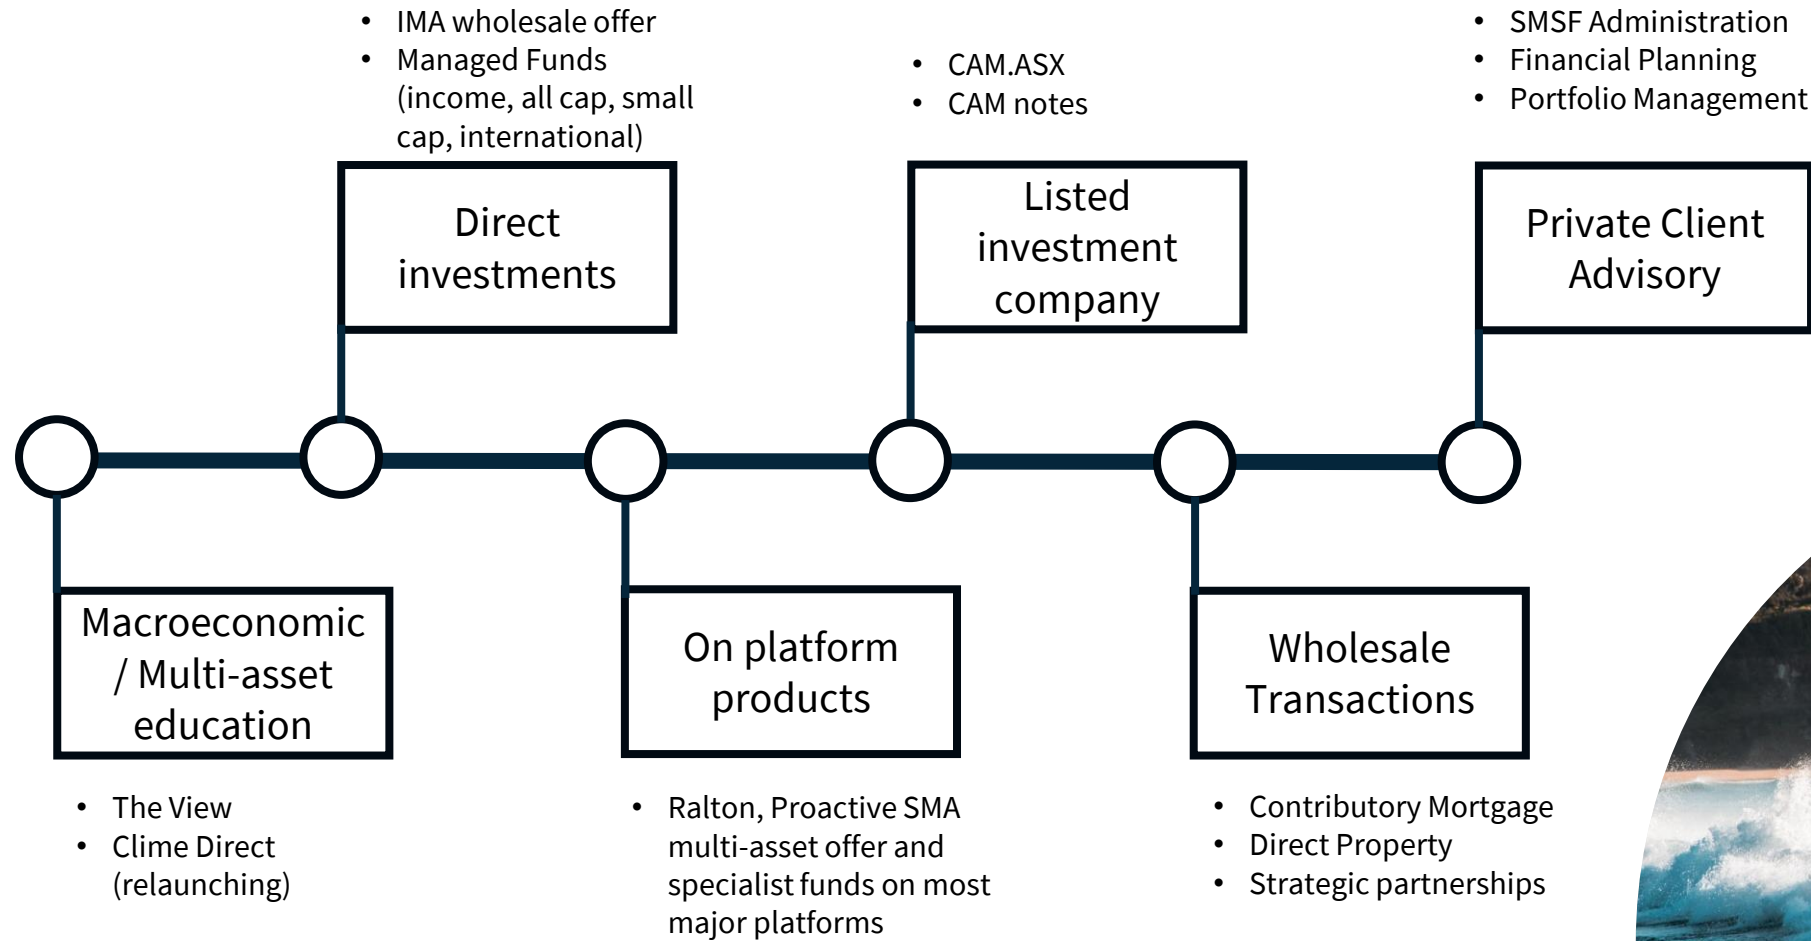 • IMA wholesale offer
• Managed Funds
(income, all cap, small
cap, international)
Direct
investments
• CAM.ASX
• CAM notes
Listed
investment
company
• SMSF Administration
• Financial Planning
• Portfolio Management
Private Client
Advisory
Macroeconomic
/ Multi-asset
education
• The View
• Clime Direct
(relaunching)
On platform
products
• Ralton, Proactive SMA
multi-asset offer and
specialist funds on most
major platforms
Wholesale
Transactions
• Contributory Mortgage
• Direct Property
• Strategic partnerships